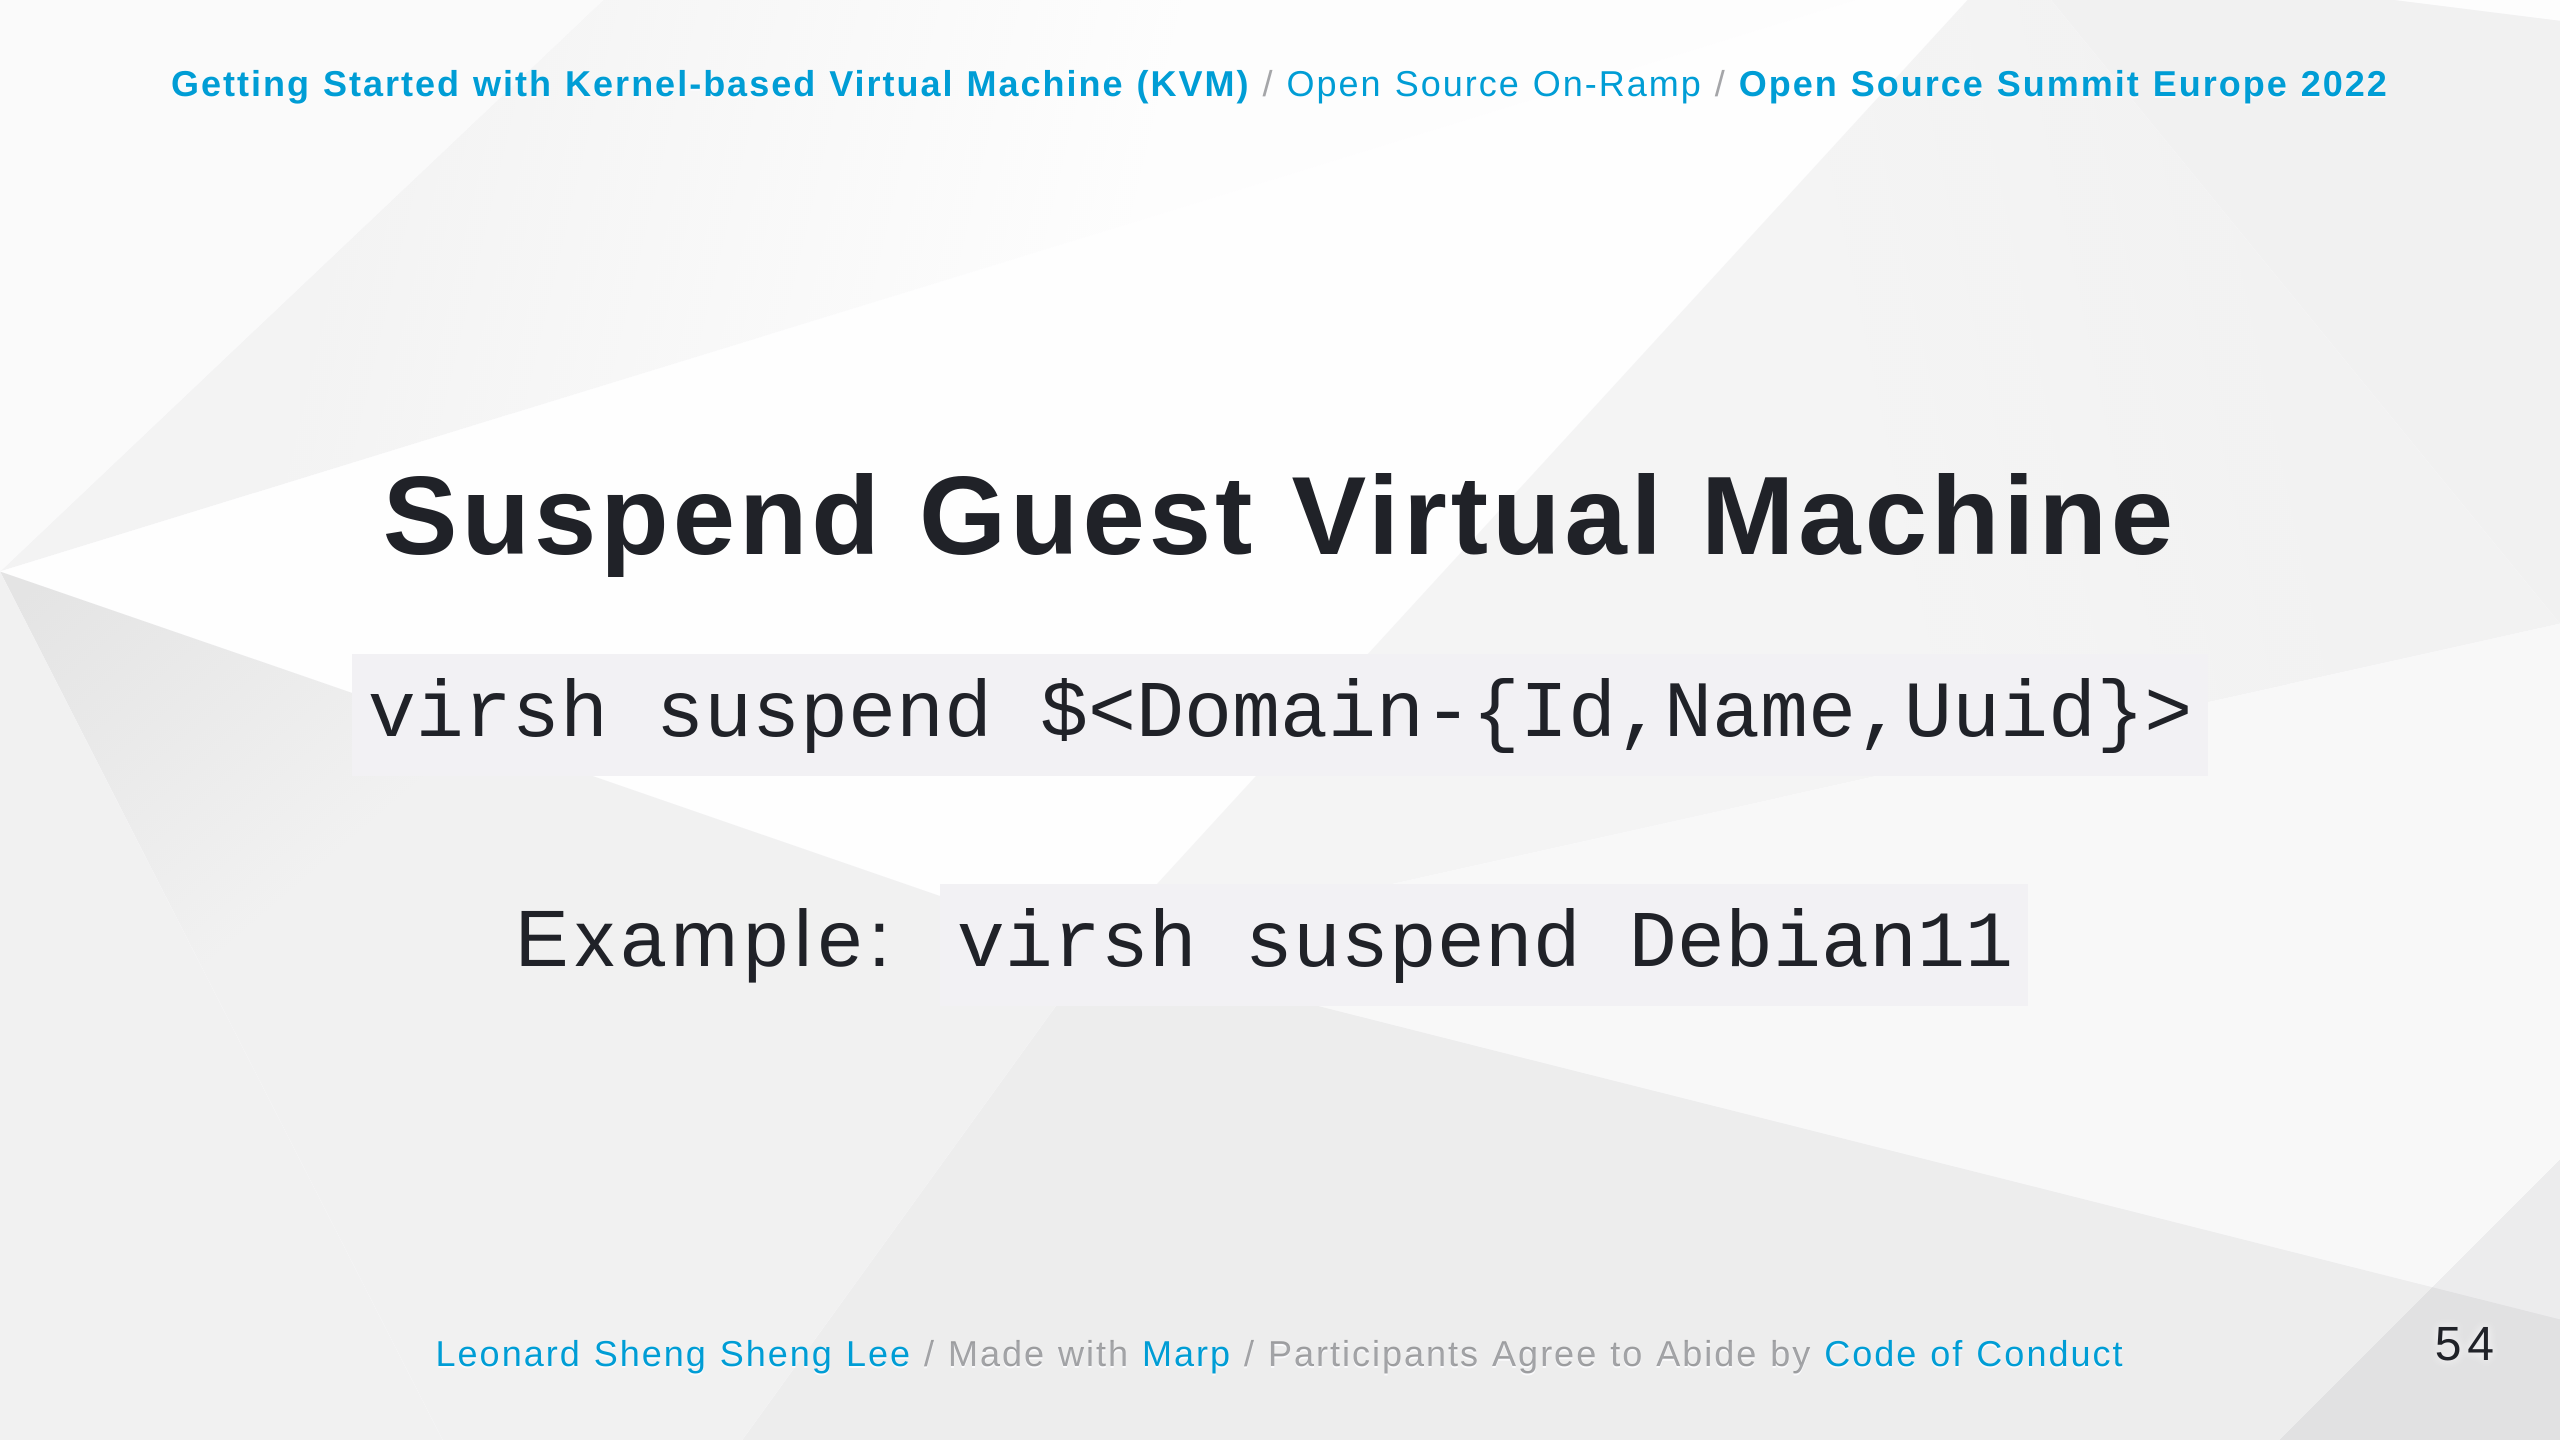 Getting Started with Kernel-based Virtual Machine (KVM) / Open Source On-Ramp / Open Source Summit Europe 2022
Suspend Guest Virtual Machine
virsh suspend $<Domain-{Id,Name,Uuid}>
Example: virsh suspend Debian11
Leonard Sheng Sheng Lee / Made with Marp / Participants Agree to Abide by Code of Conduct
54